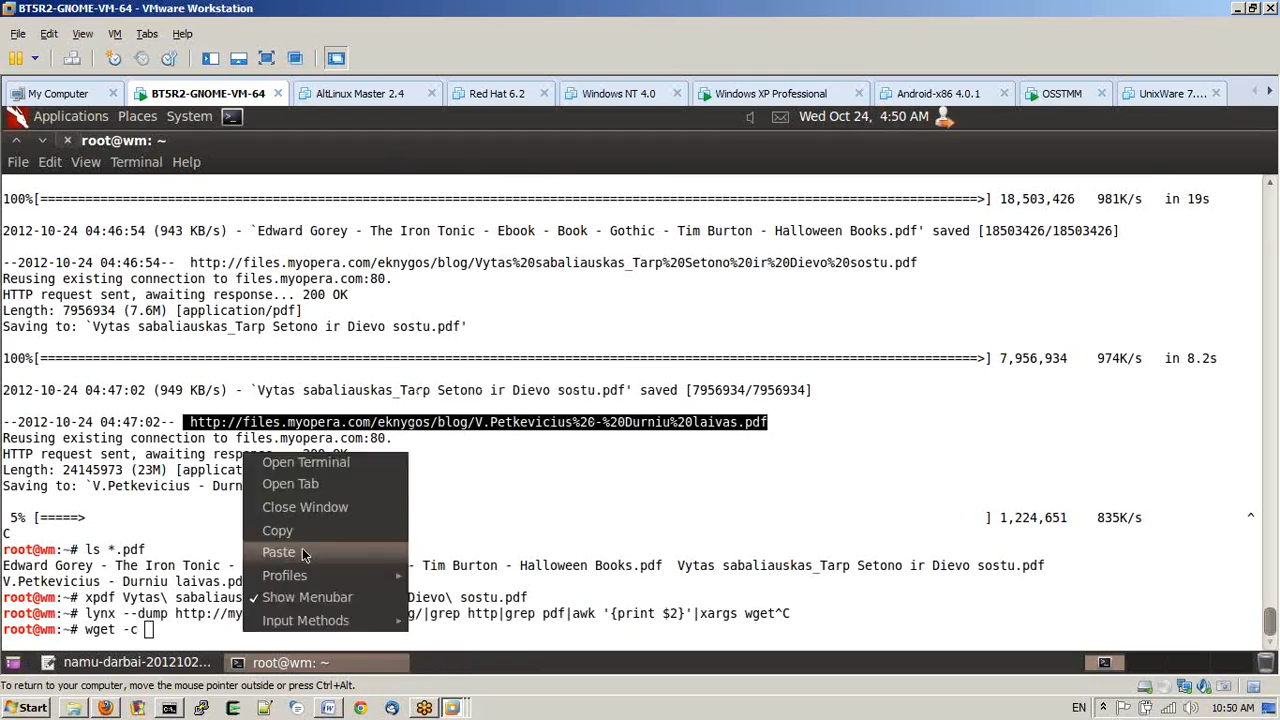 BT5R2-GNOME-VM-64 - VMware Workstation
File Edit View VM Tabs Help
My Computer BT5R2-GNOME-VM-64 AltLinux Master 2.4 Red Hat 6.2 Windows NT 4.0 Windows XP Professional Android-x86 4.0.1 OSSTMM UnixWare 7....
Applications Places System Wed Oct 24, 4:50 AM
root@wm: ~
File Edit View Terminal Help
100%[======================================================================================================>] 18,503,426 981K/s in 19s
2012-10-24 04:46:54 (943 KB/s) - `Edward Gorey - The Iron Tonic - Ebook - Book - Gothic - Tim Burton - Halloween Books.pdf' saved [18503426/18503426]
--2012-10-24 04:46:54-- http://files.myopera.com/eknygos/blog/Vytas%20sabaliauskas_Tarp%20Setono%20ir%20Dievo%20sostu.pdf
Reusing existing connection to files.myopera.com:80.
HTTP request sent, awaiting response... 200 OK
Length: 7956934 (7.6M) [application/pdf]
Saving to: `Vytas sabaliauskas_Tarp Setono ir Dievo sostu.pdf'
100%[======================================================================================================>] 7,956,934 974K/s in 8.2s
2012-10-24 04:47:02 (949 KB/s) - `Vytas sabaliauskas_Tarp Setono ir Dievo sostu.pdf' saved [7956934/7956934]
--2012-10-24 04:47:02-- http://files.myopera.com/eknygos/blog/V.Petkevicius%20-%20Durniu%20laivas.pdf
Reusing existing connection to files.myopera.com:80.
HTTP request sent, awaiting response... 200 OK
Length: 24145973 (23M) [applica
Saving to: `V.Petkevicius - Dur
5% [=====> ] 1,224,651 835K/s ^
C
root@wm:~# ls *.pdf
Edward Gorey - The Iron Tonic - - Tim Burton - Halloween Books.pdf Vytas sabaliauskas_Tarp Setono ir Dievo sostu.pdf
V.Petkevicius - Durniu laivas.pd
root@wm:~# xpdf Vytas\ sabaliaus Dievo\ sostu.pdf
root@wm:~# lynx --dump http://my g/|grep http|grep pdf|awk '{print $2}'|xargs wget^C
root@wm:~# wget -c
Open Terminal
Open Tab
Close Window
Copy
Paste
Profiles
Show Menubar
Input Methods
namu-darbai-2012102... root@wm: ~
To return to your computer, move the mouse pointer outside or press Ctrl+Alt.
Start EN 10:50 AM